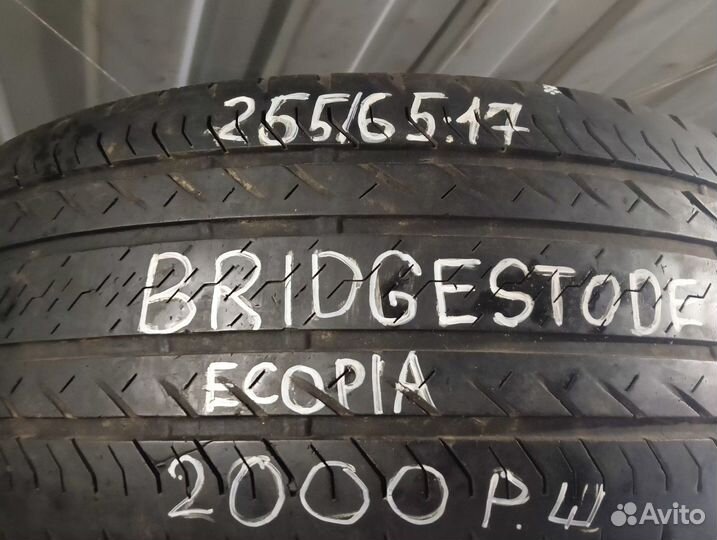 255/65.17
BRIDGESTODE
ECOPIA
2000 Р. Ш
Avito